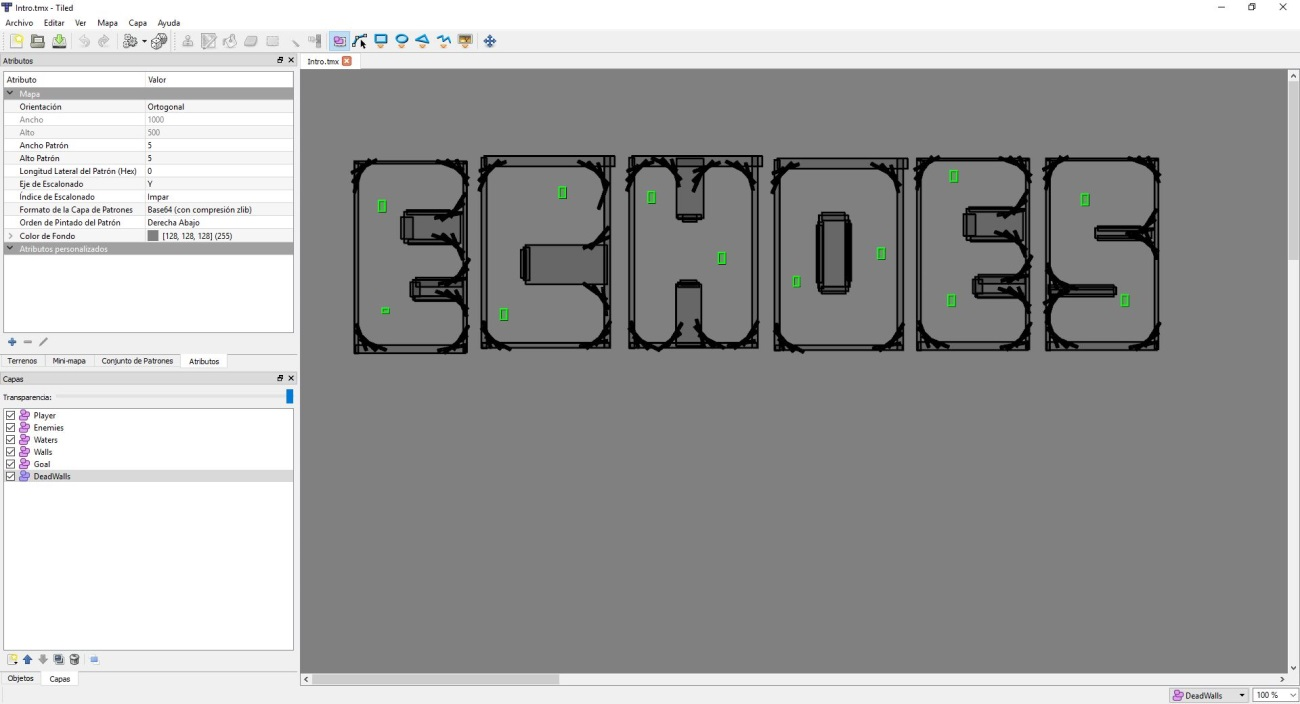 Intro.tmx - Tiled
Archivo Editar Ver Mapa Capa Ayuda
Atributos
Intro.tmx
Atributo Valor
Mapa
Orientación Ortogonal
Ancho 1000
Alto 500
Ancho Patrón 5
Alto Patrón 5
Longitud Lateral del Patrón (Hex) 0
Eje de Escalonado Y
Índice de Escalonado Impar
Formato de la Capa de Patrones Base64 (con compresión zlib)
Orden de Pintado del Patrón Derecha Abajo
Color de Fondo [128, 128, 128] (255)
Atributos personalizados
ECHOES
Terrenos Mini-mapa Conjunto de Patrones Atributos
Capas
Transparencia:
Player
Enemies
Waters
Walls
Goal
DeadWalls
Objetos Capas
DeadWalls 100 %